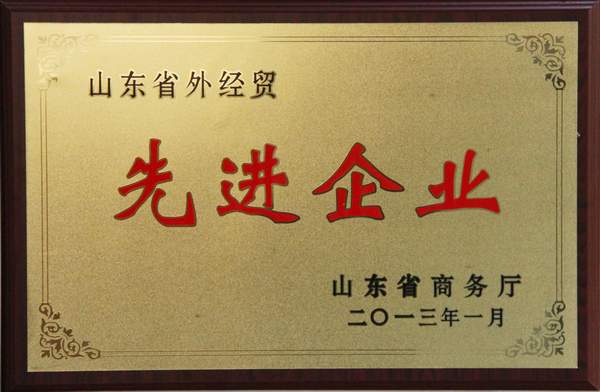 山东省外经贸
先进企业
山东省商务厅
二〇一三年一月